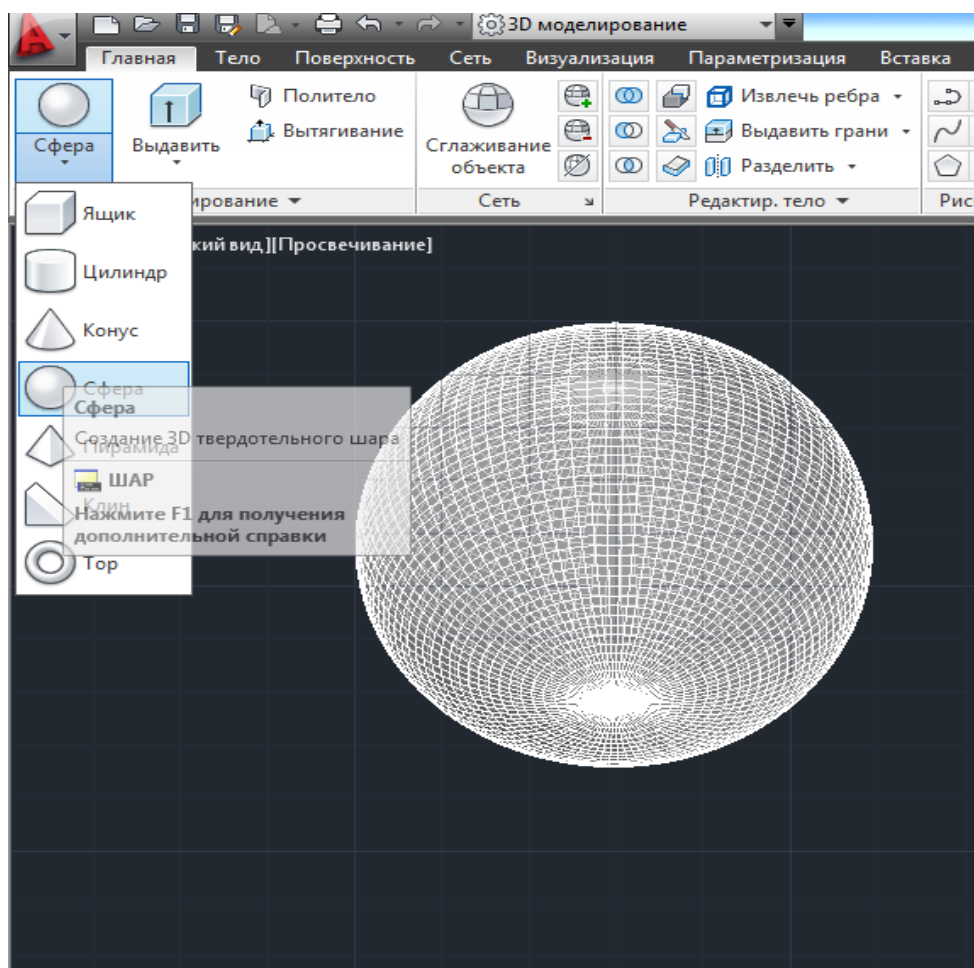 3D моделирование
Главная Тело Поверхность Сеть Визуализация Параметризация Вставка
Сфера
Выдавить
Политело
Вытягивание
Сглаживание
объекта
Извлечь ребра
Выдавить грани
Разделить
ирование
Сеть
Редактир. тело
Рис
кий вид][Просвечивание]
Ящик
Цилиндр
Конус
Сфера
Сфера
Создание 3D твердотельного шара
Пирамида
ШАР
Клин
Нажмите F1 для получения
дополнительной справки
Тор